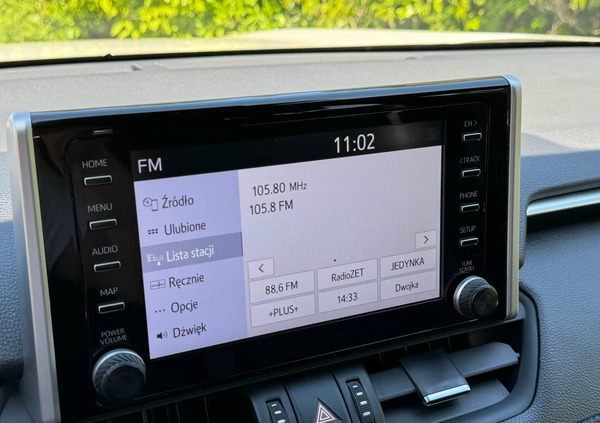 HOME
MENU
AUDIO
MAP
POWER
VOLUME
FM
11:02
Źródło
Ulubione
Lista stacji
Ręcznie
Opcje
Dźwięk
105.80 MHz
105.8 FM
<
>
88,6 FM
RadioZET
JEDYNKA
+PLUS+
14:33
Dwojka
CH >
< TRACK
PHONE
SETUP
TUNE
SCROLL